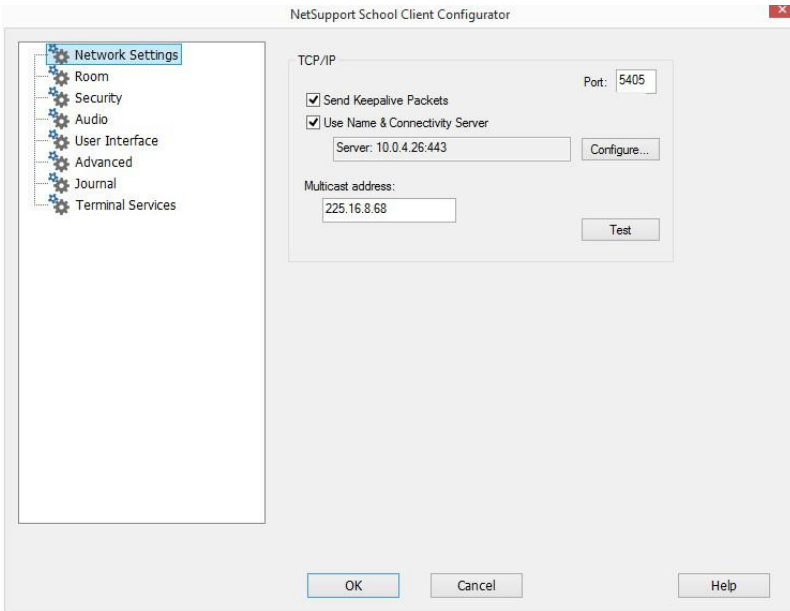 NetSupport School Client Configurator
Network Settings
Room
Security
Audio
User Interface
Advanced
Journal
Terminal Services
TCP/IP
Port: 5405
Send Keepalive Packets
Use Name & Connectivity Server
Server: 10.0.4.26:443
Configure...
Multicast address:
225.16.8.68
Test
OK
Cancel
Help